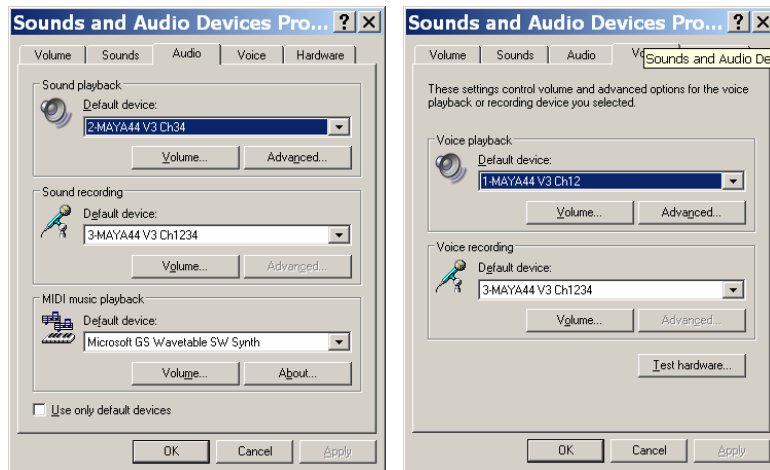 Sounds and Audio Devices Pro... ? X
Volume Sounds Audio Voice Hardware
Sound playback
Default device:
2-MAYA44 V3 Ch34
Volume... Advanced...
Sound recording
Default device:
3-MAYA44 V3 Ch1234
Volume... Advanced...
MIDI music playback
Default device:
Microsoft GS Wavetable SW Synth
Volume... About...
Use only default devices
OK Cancel Apply
Sounds and Audio Devices Pro... ? X
Volume Sounds Audio
Sounds and Audio De
These settings control volume and advanced options for the voice
playback or recording device you selected.
Voice playback
Default device:
1-MAYA44 V3 Ch12
Volume... Advanced...
Voice recording
Default device:
3-MAYA44 V3 Ch1234
Volume... Advanced...
Test hardware...
OK Cancel Apply